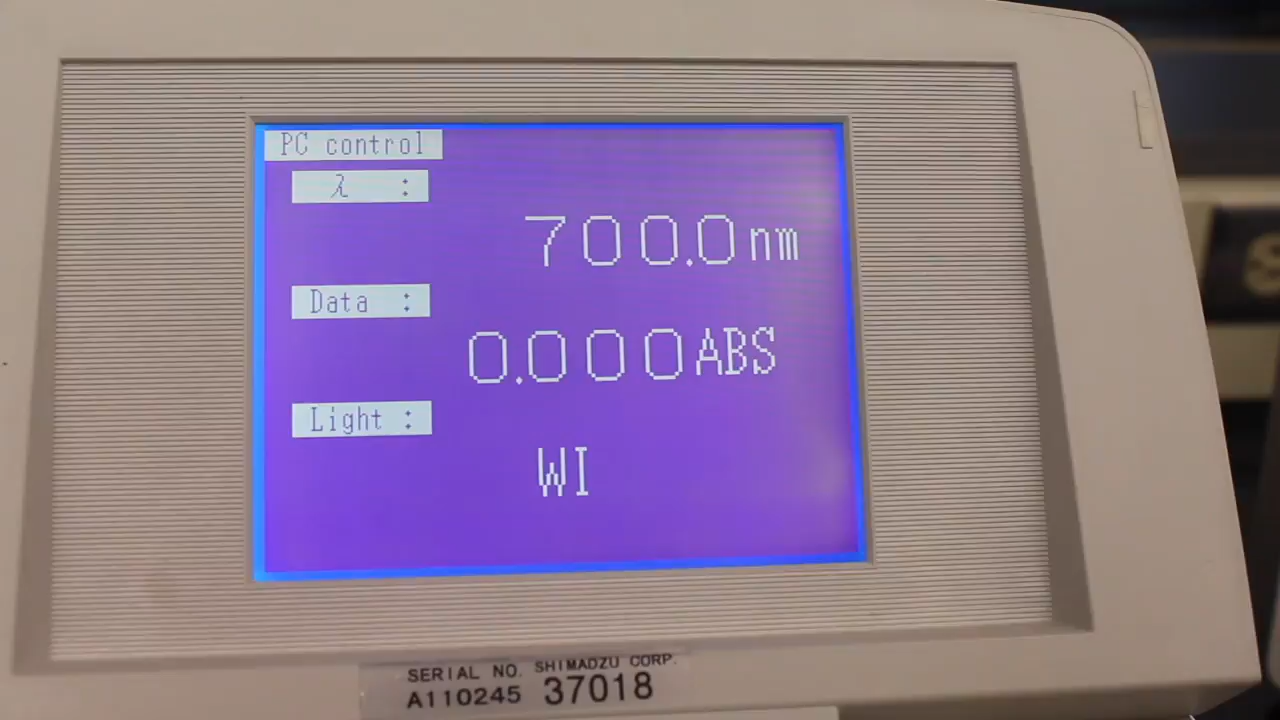 PC control
λ :
700.0nm
Data :
0.000ABS
Light :
WI
SERIAL NO. SHIMADZU CORP.
A110245 37018